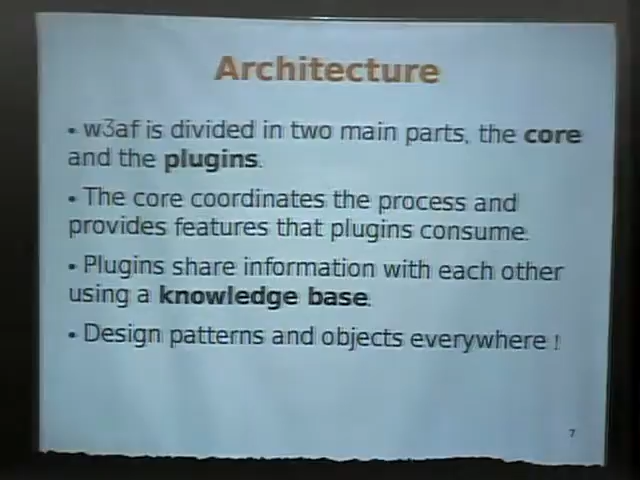 Architecture
• w3af is divided in two main parts, the core
and the plugins.
• The core coordinates the process and
provides features that plugins consume.
• Plugins share information with each other
using a knowledge base.
• Design patterns and objects everywhere !
7